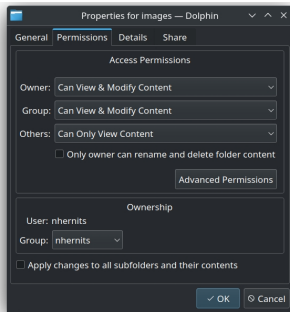 Properties for images — Dolphin
General Permissions Details Share
Access Permissions
Owner: Can View & Modify Content
Group: Can View & Modify Content
Others: Can Only View Content
Only owner can rename and delete folder content
Advanced Permissions
Ownership
User: nhernits
Group: nhernits
Apply changes to all subfolders and their contents
OK Cancel